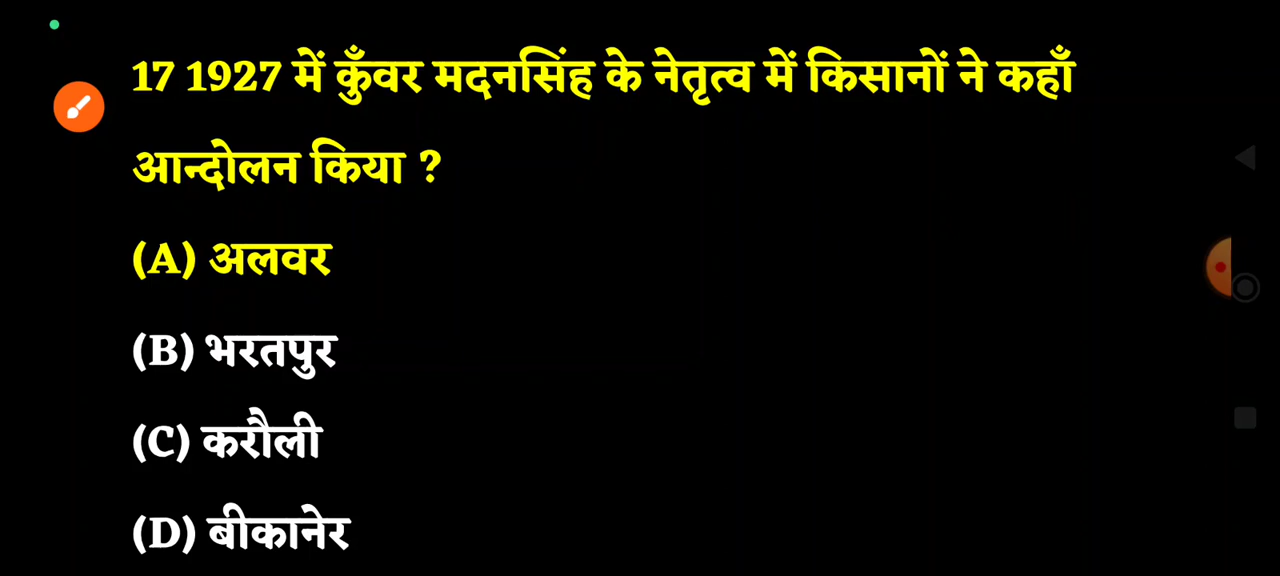 17 1927 में कुँवर मदनसिंह के नेतृत्व में किसानों ने कहाँ
आन्दोलन किया ?
(A) अलवर
(B) भरतपुर
(C) करौली
(D) बीकानेर